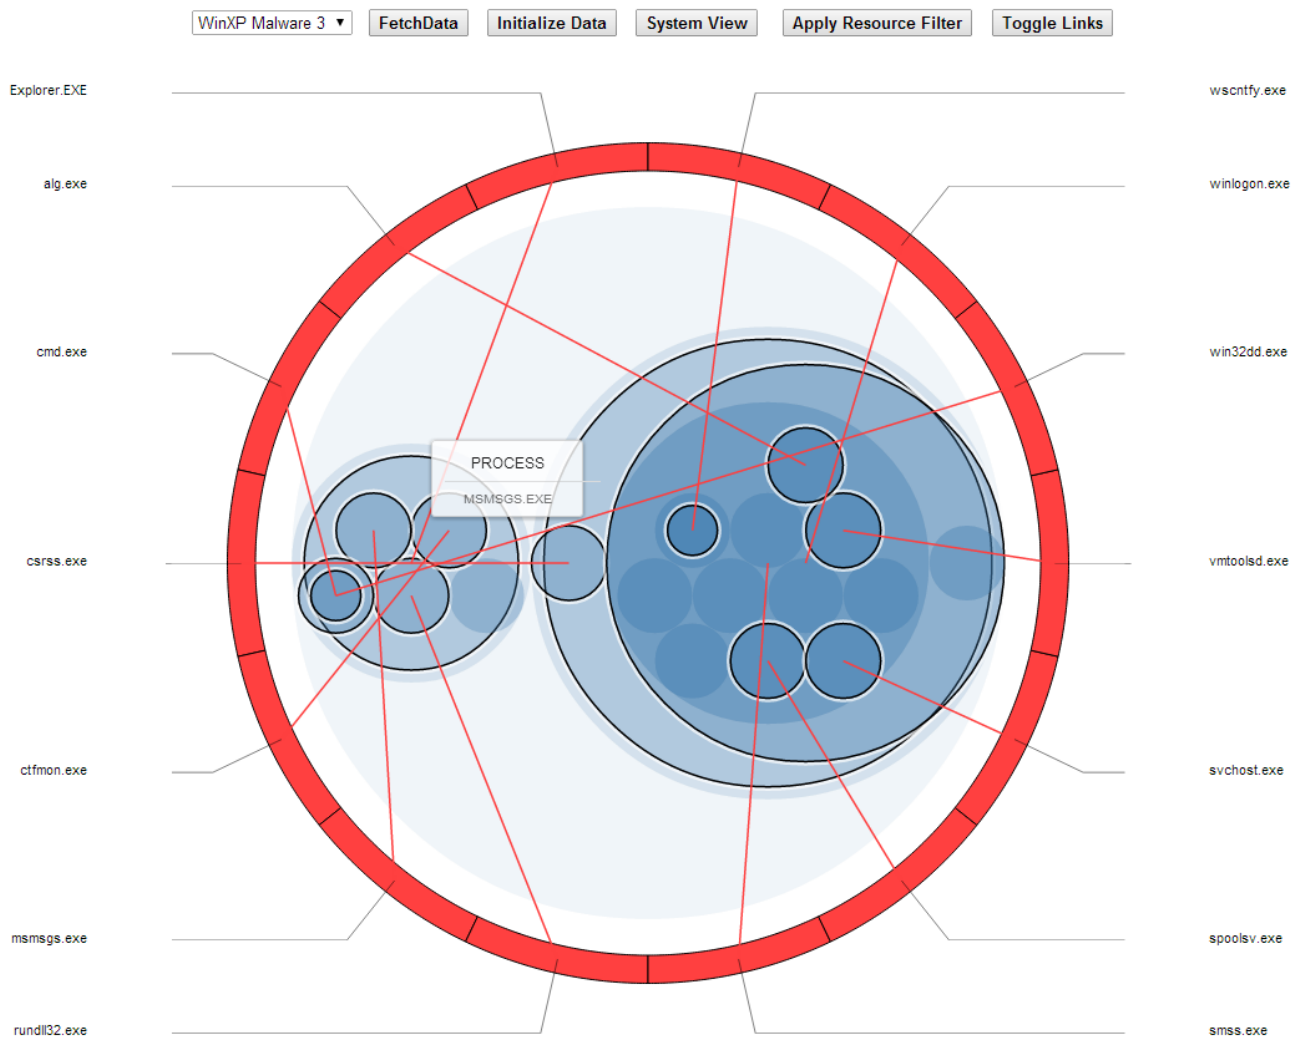 WinXP Malware 3 ▼ FetchData Initialize Data System View Apply Resource Filter Toggle Links
Explorer.EXE
wscntfy.exe
alg.exe
winlogon.exe
cmd.exe
win32dd.exe
PROCESS
MSMSGS.EXE
csrss.exe
vmtoolsd.exe
ctfmon.exe
svchost.exe
msmsgs.exe
spoolsv.exe
rundll32.exe
smss.exe